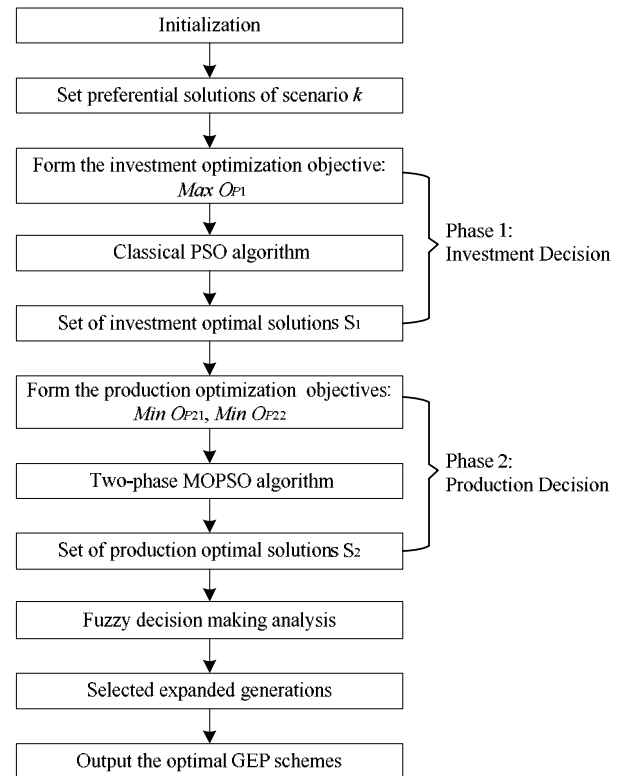 Initialization
Set preferential solutions of scenario k
Form the investment optimization objective:
Max OP1
Classical PSO algorithm
Set of investment optimal solutions S1
Phase 1:
Investment Decision
Form the production optimization objectives:
Min OP21, Min OP22
Two-phase MOPSO algorithm
Set of production optimal solutions S2
Phase 2:
Production Decision
Fuzzy decision making analysis
Selected expanded generations
Output the optimal GEP schemes